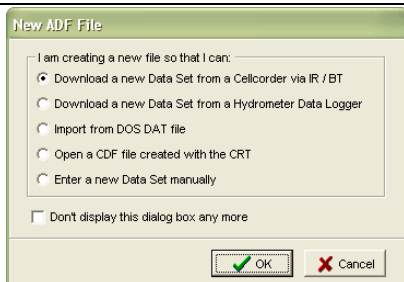 New ADF File
I am creating a new file so that I can:
Download a new Data Set from a Cellcorder via IR / BT
Download a new Data Set from a Hydrometer Data Logger
Import from DOS DAT file
Open a CDF file created with the CRT
Enter a new Data Set manually
Don't display this dialog box any more
OK
Cancel